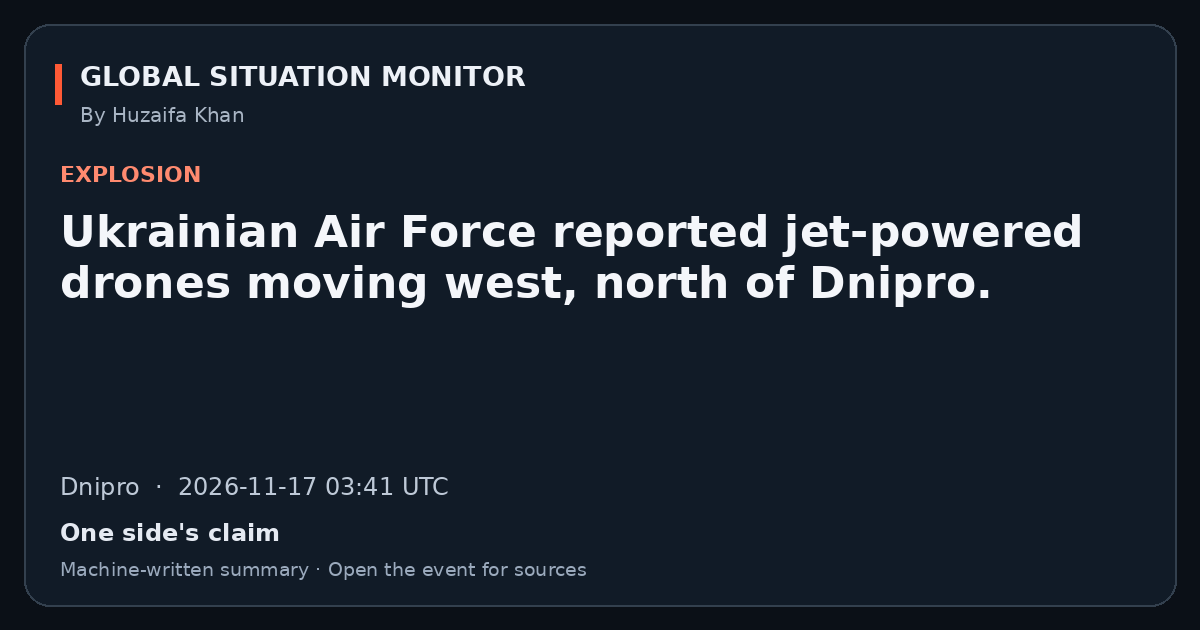 GLOBAL SITUATION MONITOR
By Huzaifa Khan
EXPLOSION
Ukrainian Air Force reported jet-powered
drones moving west, north of Dnipro.
Dnipro · 2026-11-17 03:41 UTC
One side's claim
Machine-written summary · Open the event for sources